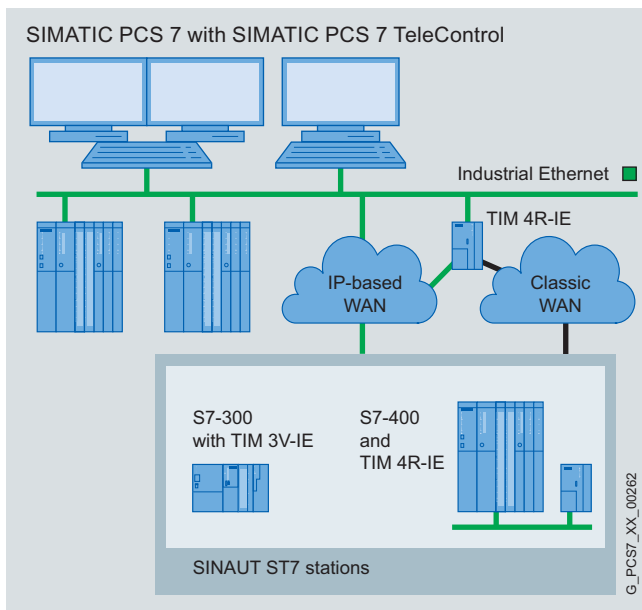 SIMATIC PCS 7 with SIMATIC PCS 7 TeleControl
Industrial Ethernet
TIM 4R-IE
IP-based
WAN
Classic
WAN
S7-300
with TIM 3V-IE
S7-400
and
TIM 4R-IE
SINAUT ST7 stations
G_PCS7_XX_00262